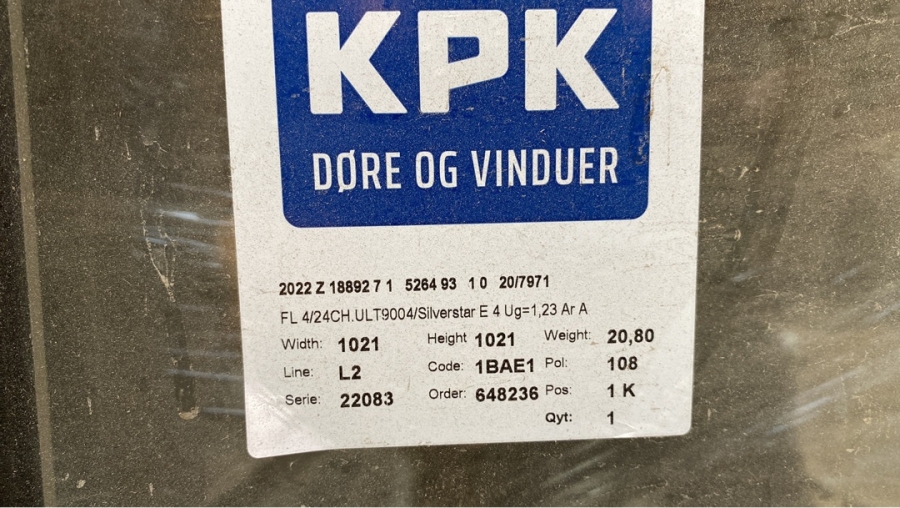 KPK
DØRE OG VINDUER
2022 Z 18892 7 1 5264 93 1 0 20/7971
FL 4/24CH.ULT9004/Silverstar E 4 Ug=1,23 Ar A
Width: 1021 Height 1021 Weight: 20,80
Line: L2 Code: 1BAE1 Pol: 108
Serie: 22083 Order: 648236 Pos: 1 K
Qyt: 1